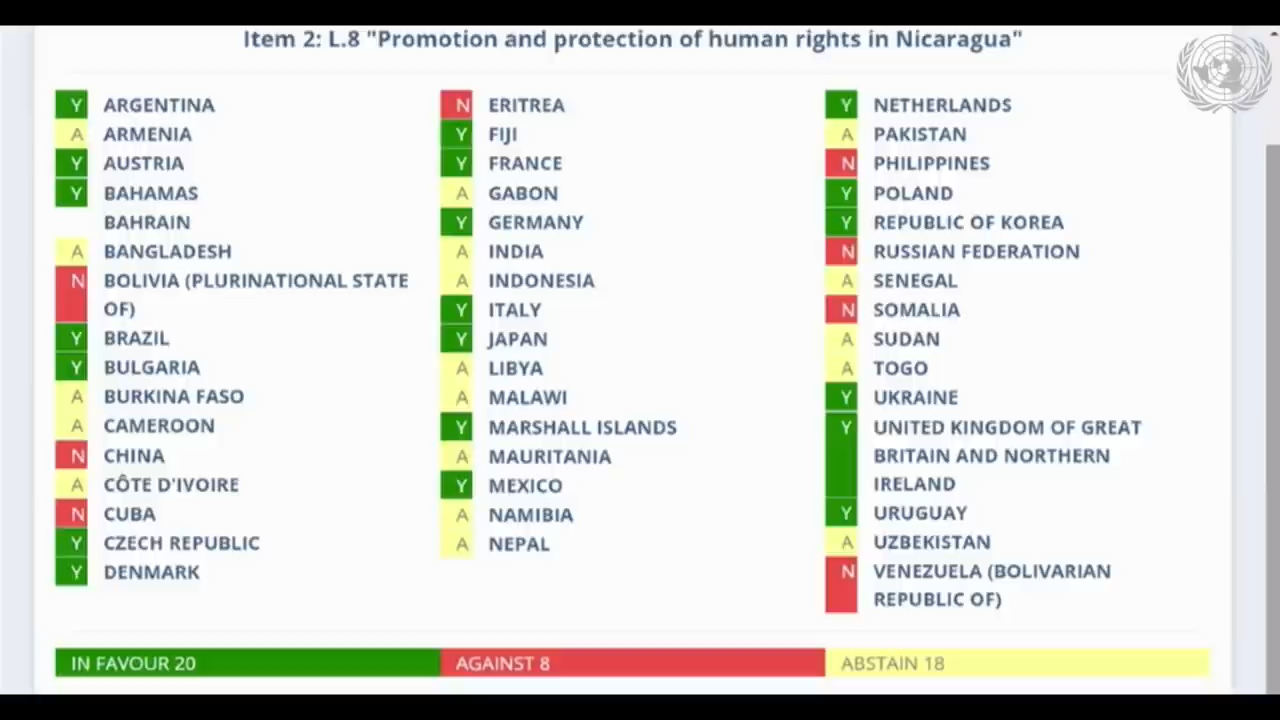 Item 2: L.8 "Promotion and protection of human rights in Nicaragua"
Y ARGENTINA
A ARMENIA
Y AUSTRIA
Y BAHAMAS
BAHRAIN
A BANGLADESH
N BOLIVIA (PLURINATIONAL STATE
OF)
Y BRAZIL
Y BULGARIA
A BURKINA FASO
A CAMEROON
N CHINA
A CÔTE D'IVOIRE
N CUBA
Y CZECH REPUBLIC
Y DENMARK
N ERITREA
Y FIJI
Y FRANCE
A GABON
Y GERMANY
A INDIA
A INDONESIA
Y ITALY
Y JAPAN
A LIBYA
A MALAWI
Y MARSHALL ISLANDS
A MAURITANIA
Y MEXICO
A NAMIBIA
A NEPAL
Y NETHERLANDS
A PAKISTAN
N PHILIPPINES
Y POLAND
Y REPUBLIC OF KOREA
N RUSSIAN FEDERATION
A SENEGAL
N SOMALIA
A SUDAN
A TOGO
Y UKRAINE
Y UNITED KINGDOM OF GREAT
BRITAIN AND NORTHERN
IRELAND
Y URUGUAY
A UZBEKISTAN
N VENEZUELA (BOLIVARIAN
REPUBLIC OF)
IN FAVOUR 20
AGAINST 8
ABSTAIN 18